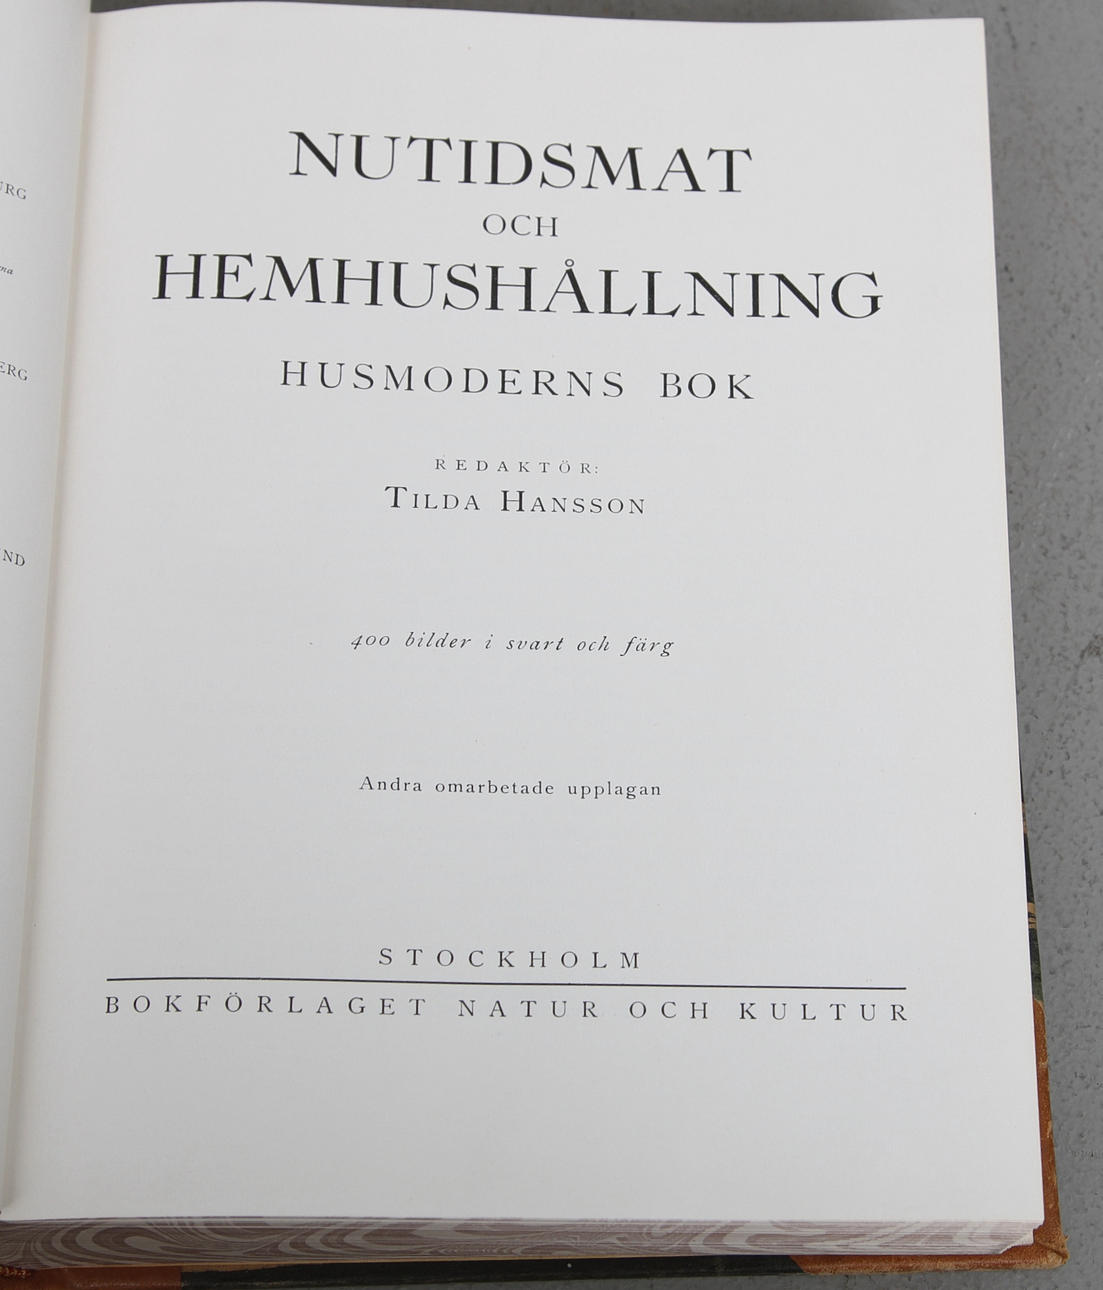 NUTIDSMAT
OCH
HEMHUSHÅLLNING
HUSMODERNS BOK
REDAKTÖR:
TILDA HANSSON
400 bilder i svart och färg
Andra omarbetade upplagan
STOCKHOLM
BOKFÖRLAGET NATUR OCH KULTUR